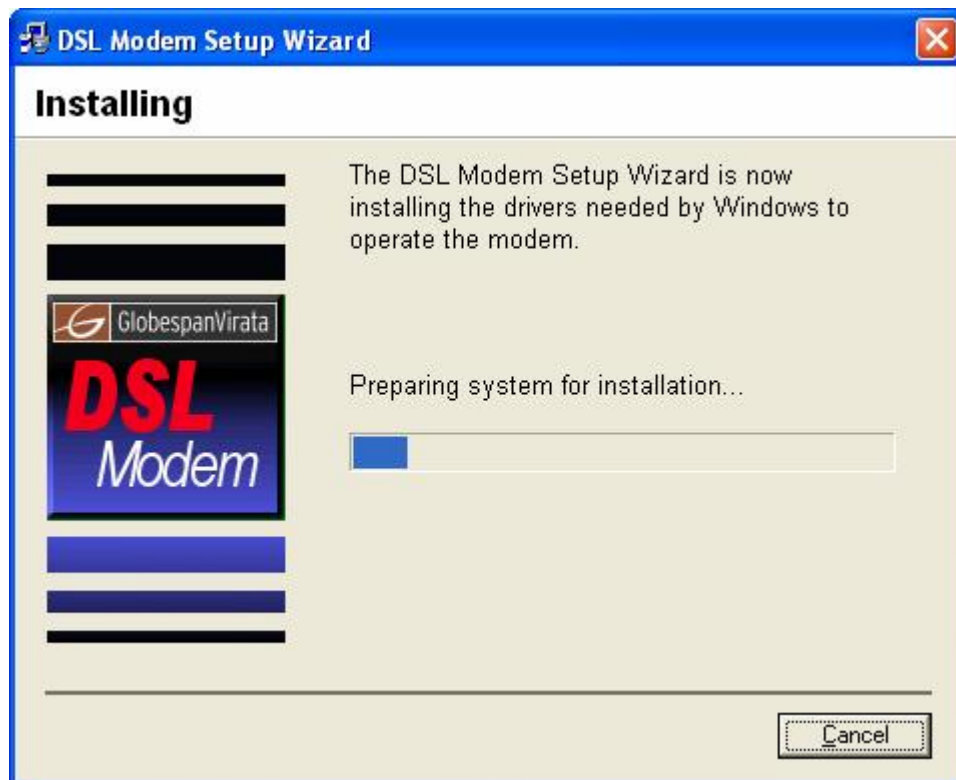 DSL Modem Setup Wizard
Installing
The DSL Modem Setup Wizard is now
installing the drivers needed by Windows to
operate the modem.
GlobespanVirata
DSL
Modem
Preparing system for installation...
Cancel